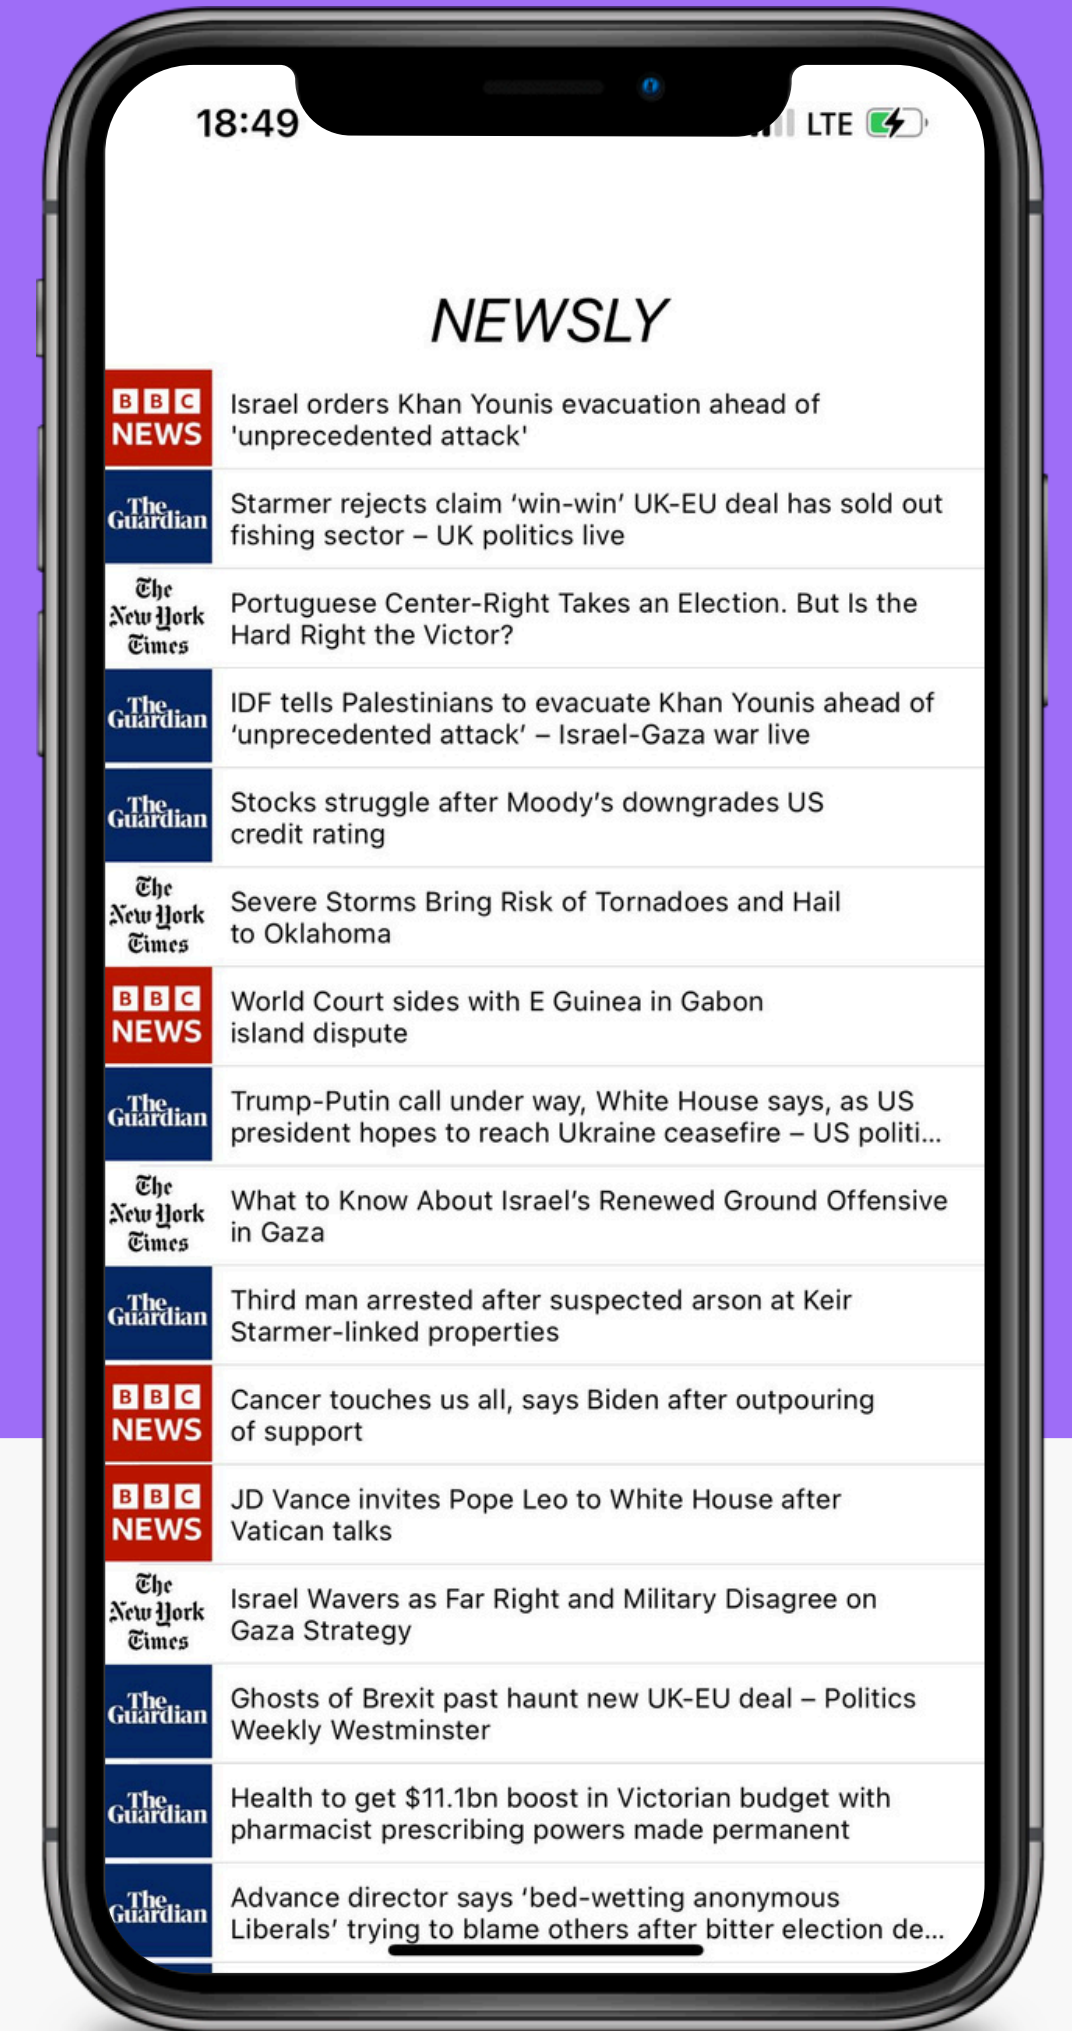 18:49
LTE
NEWSLY
BBC
NEWS
Israel orders Khan Younis evacuation ahead of
'unprecedented attack'
The
Guardian
Starmer rejects claim ‘win-win’ UK-EU deal has sold out
fishing sector – UK politics live
The
New York
Times
Portuguese Center-Right Takes an Election. But Is the
Hard Right the Victor?
The
Guardian
IDF tells Palestinians to evacuate Khan Younis ahead of
‘unprecedented attack’ – Israel-Gaza war live
The
Guardian
Stocks struggle after Moody’s downgrades US
credit rating
The
New York
Times
Severe Storms Bring Risk of Tornadoes and Hail
to Oklahoma
BBC
NEWS
World Court sides with E Guinea in Gabon
island dispute
The
Guardian
Trump-Putin call under way, White House says, as US
president hopes to reach Ukraine ceasefire – US politi...
The
New York
Times
What to Know About Israel’s Renewed Ground Offensive
in Gaza
The
Guardian
Third man arrested after suspected arson at Keir
Starmer-linked properties
BBC
NEWS
Cancer touches us all, says Biden after outpouring
of support
BBC
NEWS
JD Vance invites Pope Leo to White House after
Vatican talks
The
New York
Times
Israel Wavers as Far Right and Military Disagree on
Gaza Strategy
The
Guardian
Ghosts of Brexit past haunt new UK-EU deal – Politics
Weekly Westminster
The
Guardian
Health to get $11.1bn boost in Victorian budget with
pharmacist prescribing powers made permanent
The
Guardian
Advance director says ‘bed-wetting anonymous
Liberals’ trying to blame others after bitter election de...